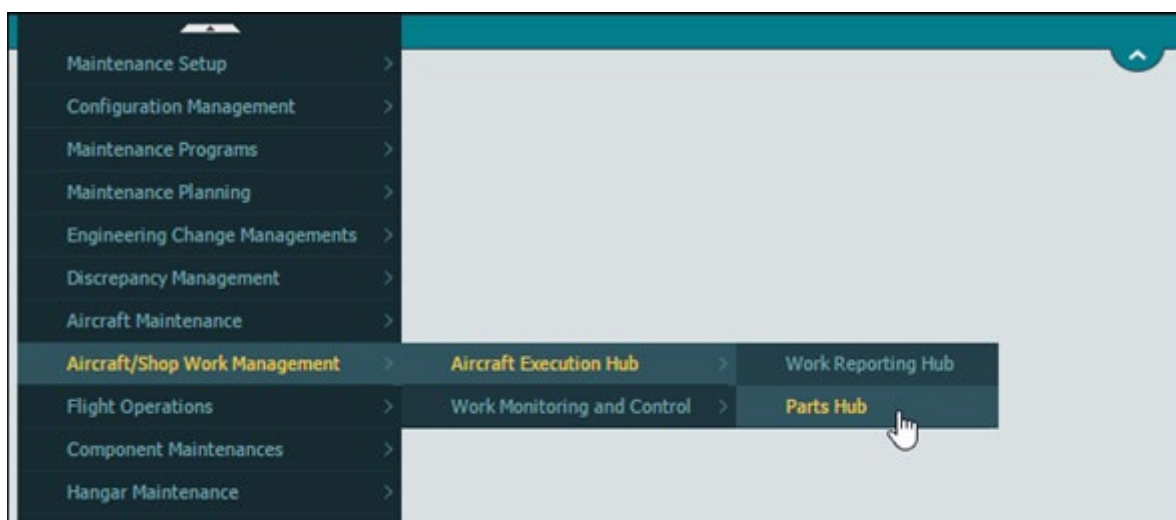 Maintenance Setup
Configuration Management
Maintenance Programs
Maintenance Planning
Engineering Change Managements
Discrepancy Management
Aircraft Maintenance
Aircraft/Shop Work Management
Aircraft Execution Hub
Work Reporting Hub
Flight Operations
Work Monitoring and Control
Parts Hub
Component Maintenances
Hangar Maintenance